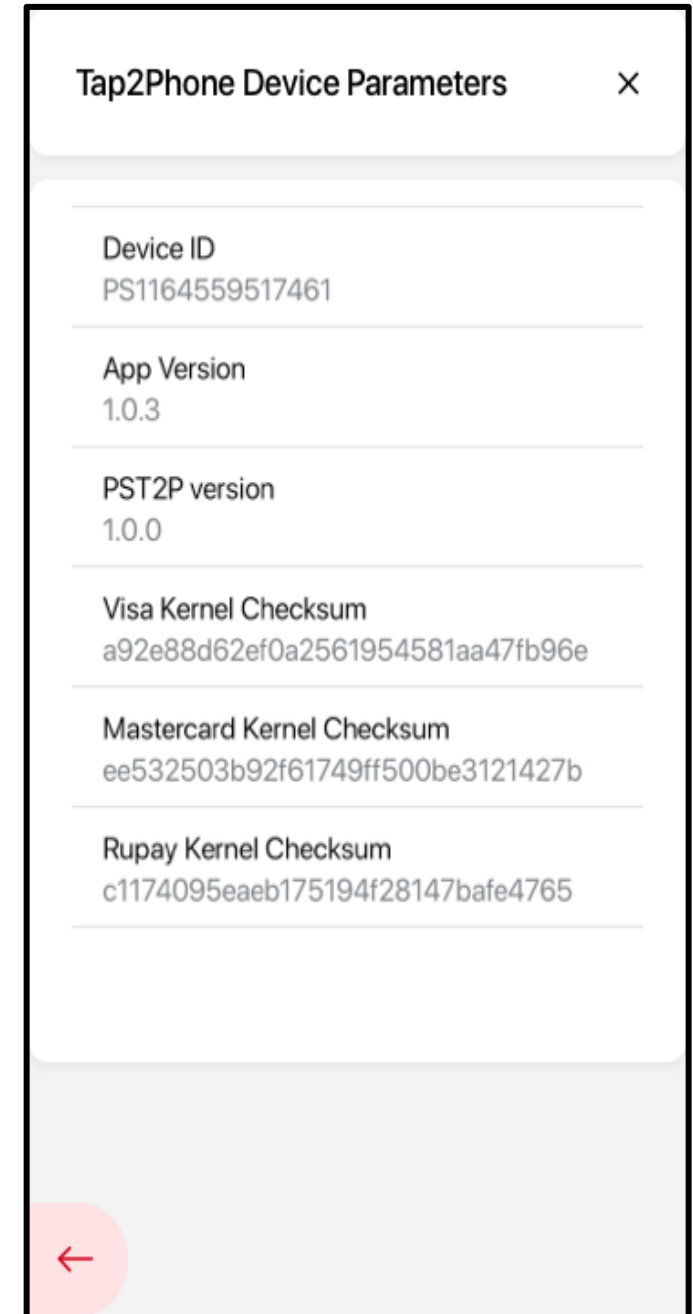 Tap2Phone Device Parameters
Device ID
PS1164559517461
App Version
1.0.3
PST2P version
1.0.0
Visa Kernel Checksum
a92e88d62ef0a2561954581aa47fb96e
Mastercard Kernel Checksum
ee532503b92f61749ff500be3121427b
Rupay Kernel Checksum
c1174095eaeb175194f28147bafe4765